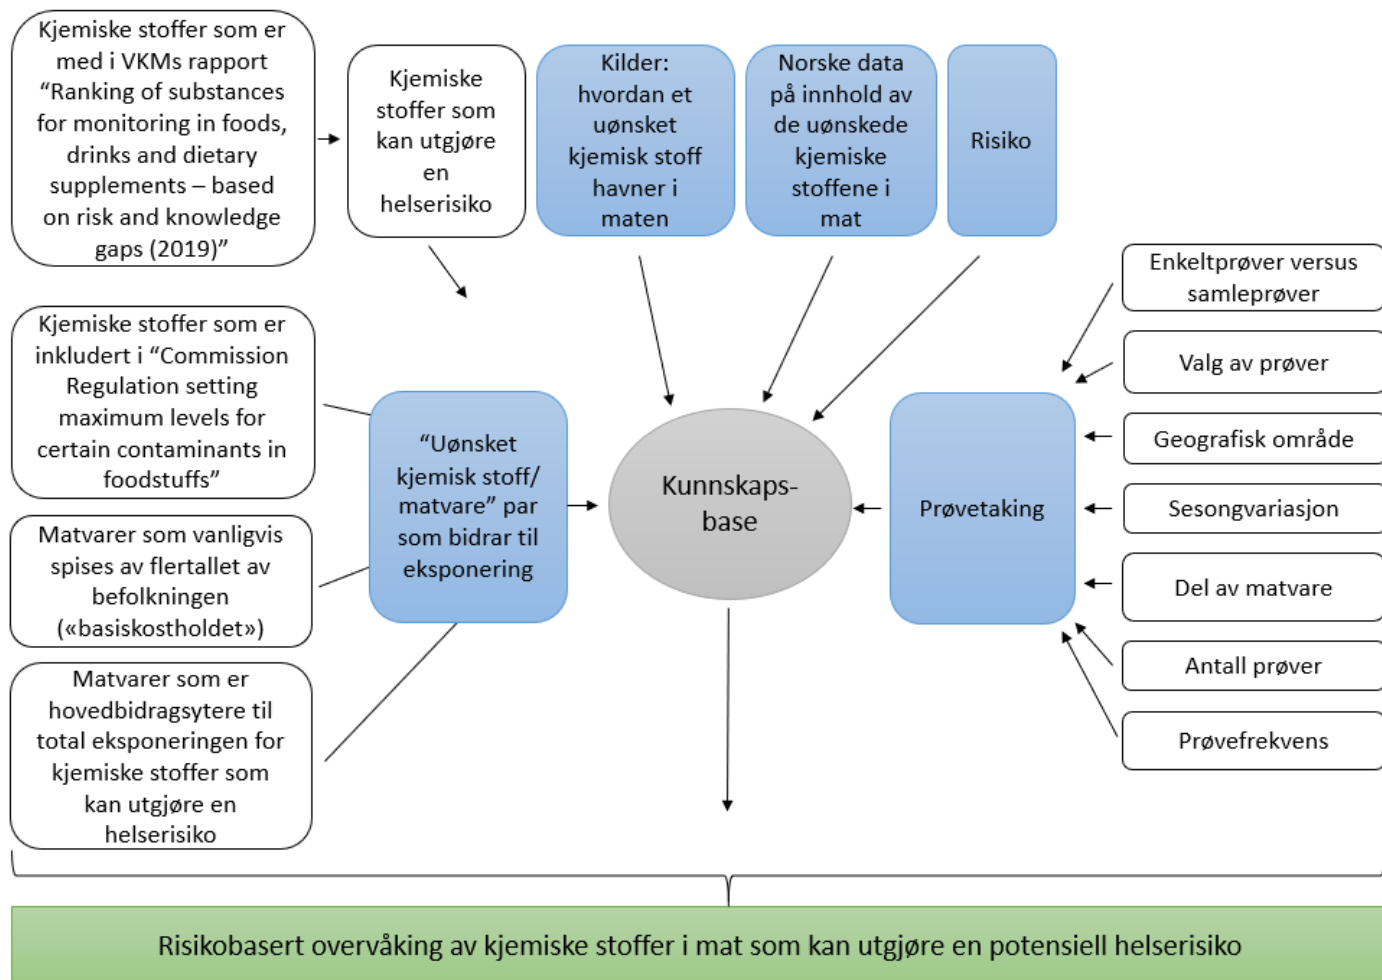 Kjemiske stoffer som er
med i VKMs rapport
“Ranking of substances
for monitoring in foods,
drinks and dietary
supplements – based
on risk and knowledge
gaps (2019)”
Kjemiske
stoffer som
kan utgjøre
en
helserisiko
Kilder:
hvordan et
uønsket
kjemisk stoff
havner i
maten
Norske data
på innhold av
de uønskede
kjemiske
stoffene i
mat
Risiko
Kjemiske stoffer som er
inkludert i “Commission
Regulation setting
maximum levels for
certain contaminants in
foodstuffs”
Matvarer som vanligvis
spises av flertallet av
befolkningen
(«basiskostholdet»)
Matvarer som er
hovedbidragsytere til
total eksponeringen for
kjemiske stoffer som
kan utgjøre en
helserisiko
“Uønsket
kjemisk stoff/
matvare” par
som bidrar til
eksponering
Kunnskaps-
base
Prøvetaking
Enkeltprøver versus
samleprøver
Valg av prøver
Geografisk område
Sesongvariasjon
Del av matvare
Antall prøver
Prøvefrekvens
Risikobasert overvåking av kjemiske stoffer i mat som kan utgjøre en potensiell helserisiko